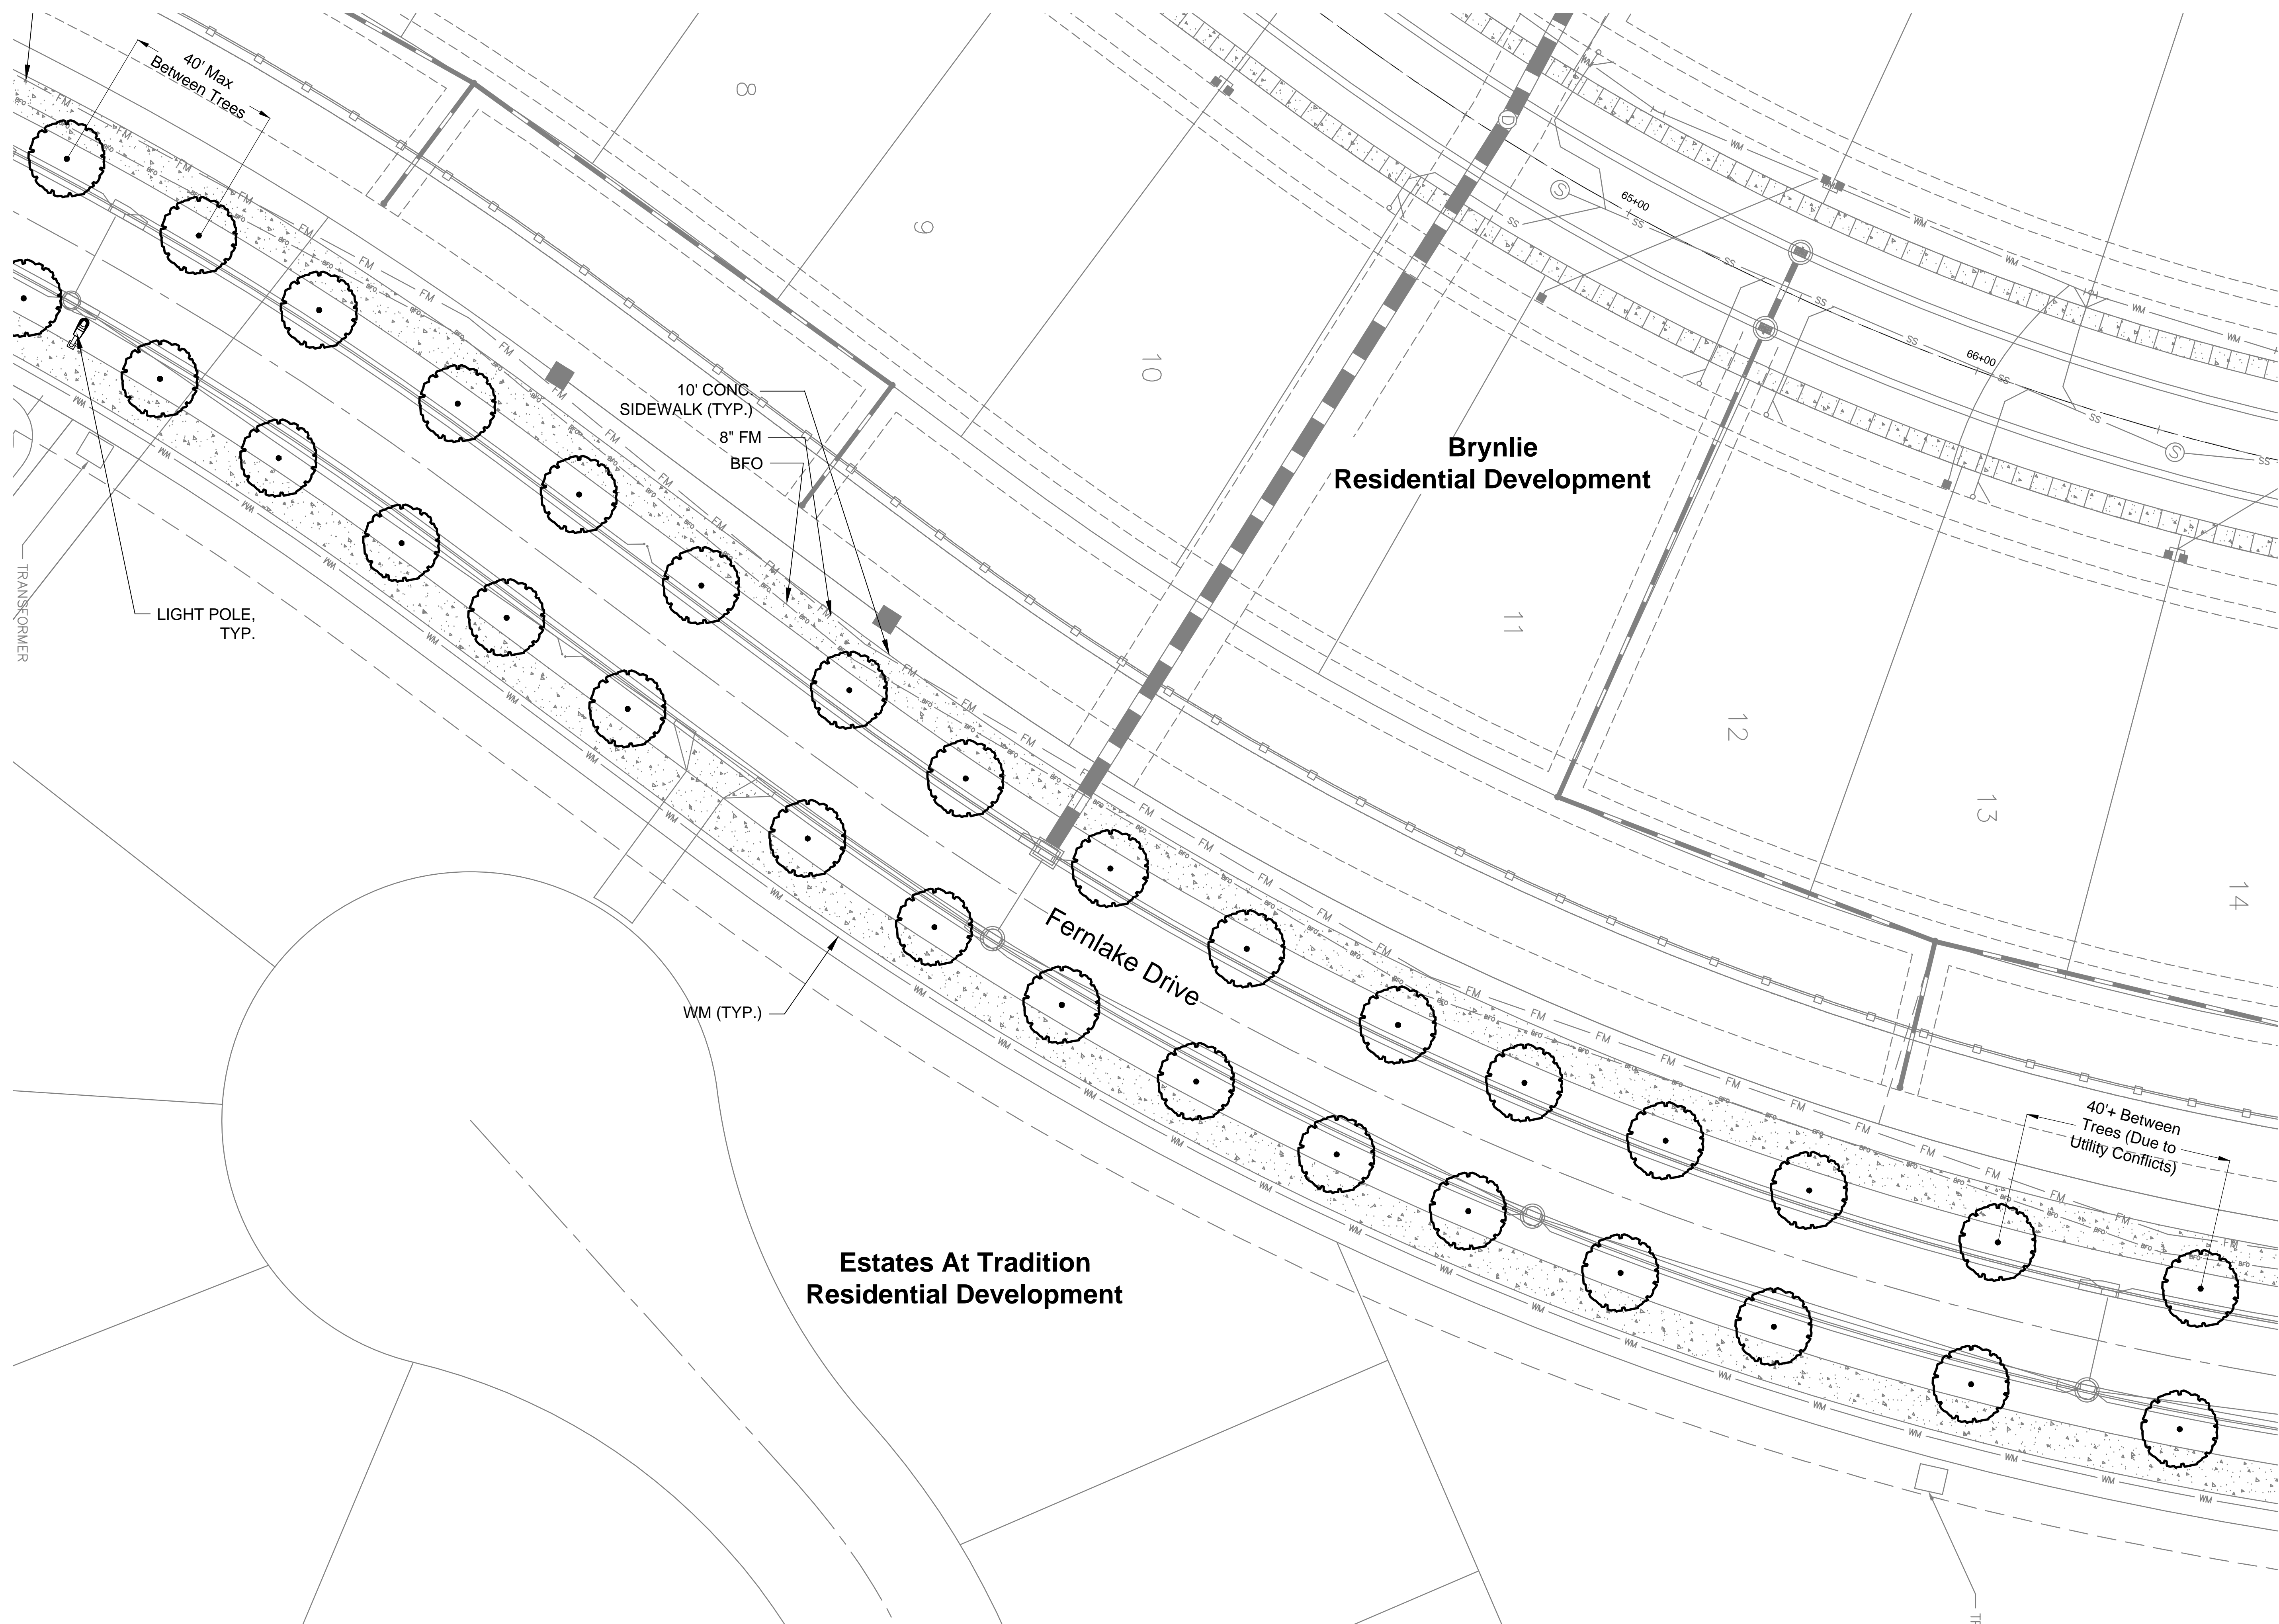 40' Max
Between Trees
8
9
10
65+00
66+00
10' CONC.
SIDEWALK (TYP.)
8" FM
BFO
Brynlie
Residential Development
11
12
13
14
TRANSFORMER
LIGHT POLE,
TYP.
Fernlake Drive
WM (TYP.)
40'+ Between
Trees (Due to
Utility Conflicts)
Estates At Tradition
Residential Development
FM
BFO
WM
SS
S
D